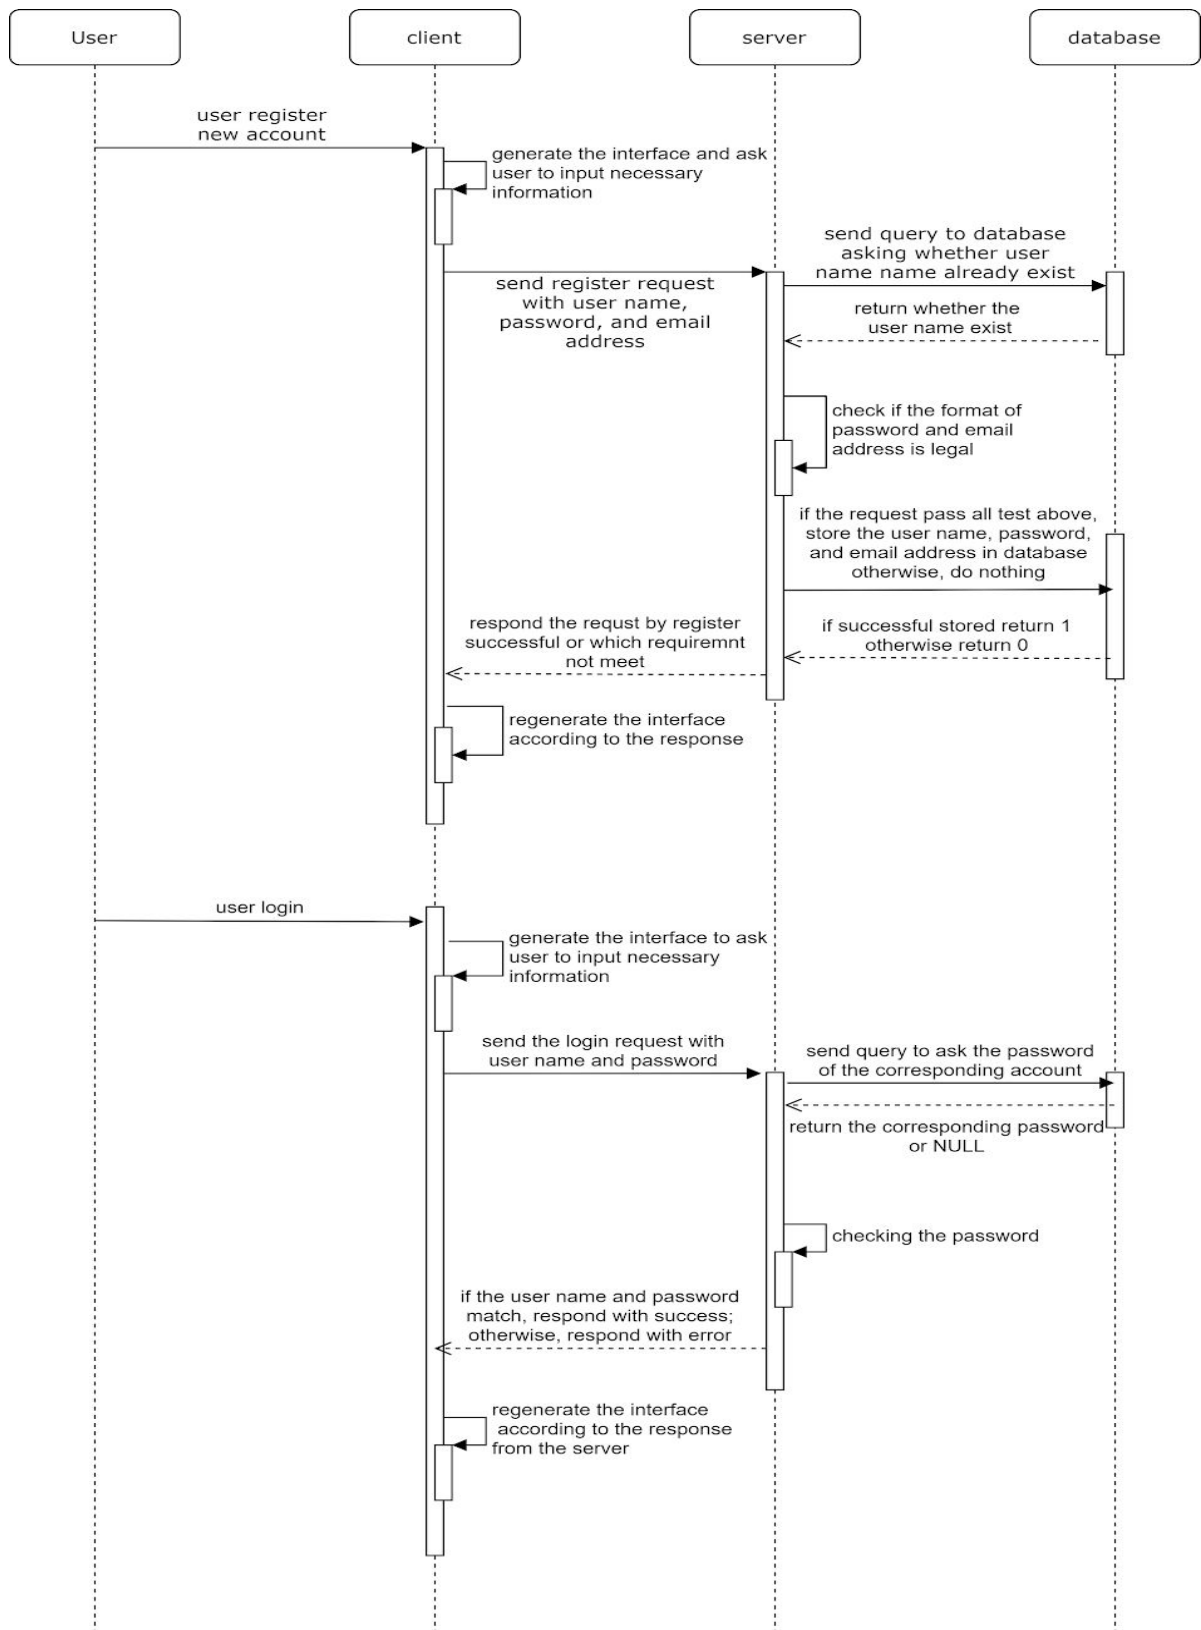 User
client
server
database
user register
new account
generate the interface and ask
user to input necessary
information
send query to database
asking whether user
name name already exist
send register request
with user name,
password, and email
address
return whether the
user name exist
check if the format of
password and email
address is legal
if the request pass all test above,
store the user name, password,
and email address in database
otherwise, do nothing
respond the requst by register
successful or which requiremnt
not meet
if successful stored return 1
otherwise return 0
regenerate the interface
according to the response
user login
generate the interface to ask
user to input necessary
information
send the login request with
user name and password
send query to ask the password
of the corresponding account
return the corresponding password
or NULL
checking the password
if the user name and password
match, respond with success;
otherwise, respond with error
regenerate the interface
according to the response
from the server